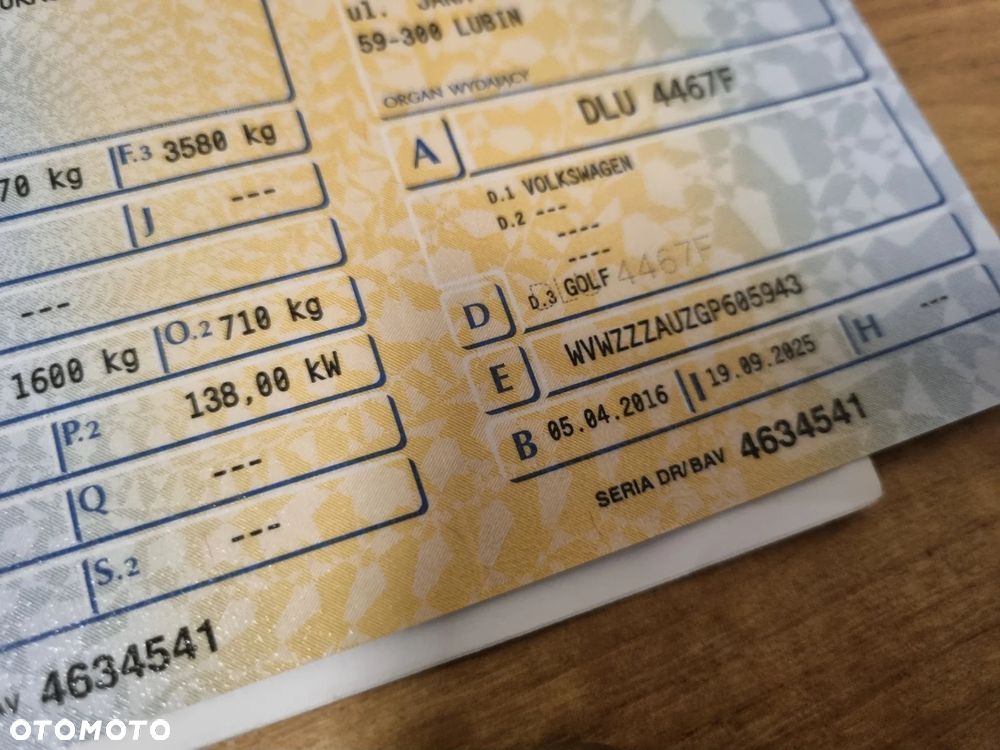 59-300 LUBIN
ORGAN WYDAJĄCY
A DLU 4467F
D.1 VOLKSWAGEN
D.2 ---
----
----
D D.3 GOLF
DLU 4467F
E WVWZZZAUZGP605943
B 05.04.2016 I 19.09.2025 H ---
SERIA DR/BAV 4634541
70 kg F.3 3580 kg
J ---
---
1600 kg O.2 710 kg
P.2 138,00 kW
Q ---
S.2 ---
4634541
OTOMOTO